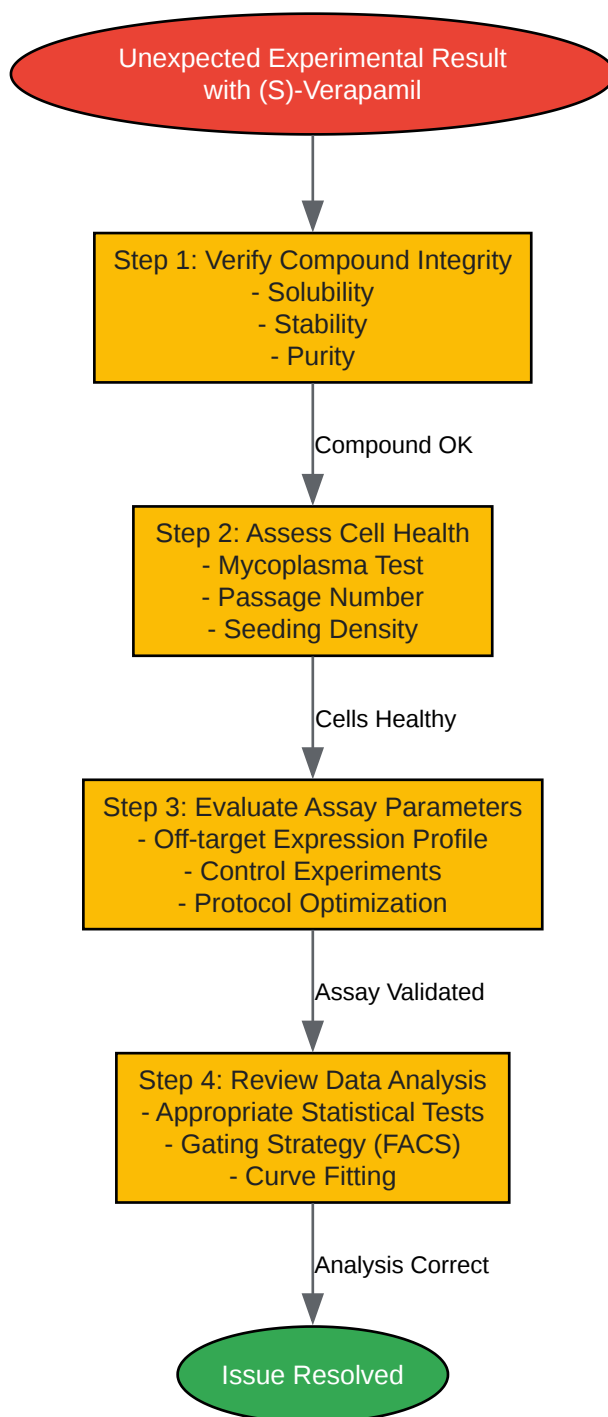 Unexpected Experimental Result
with (S)-Verapamil
Step 1: Verify Compound Integrity
- Solubility
- Stability
- Purity
Compound OK
Step 2: Assess Cell Health
- Mycoplasma Test
- Passage Number
- Seeding Density
Cells Healthy
Step 3: Evaluate Assay Parameters
- Off-target Expression Profile
- Control Experiments
- Protocol Optimization
Assay Validated
Step 4: Review Data Analysis
- Appropriate Statistical Tests
- Gating Strategy (FACS)
- Curve Fitting
Analysis Correct
Issue Resolved